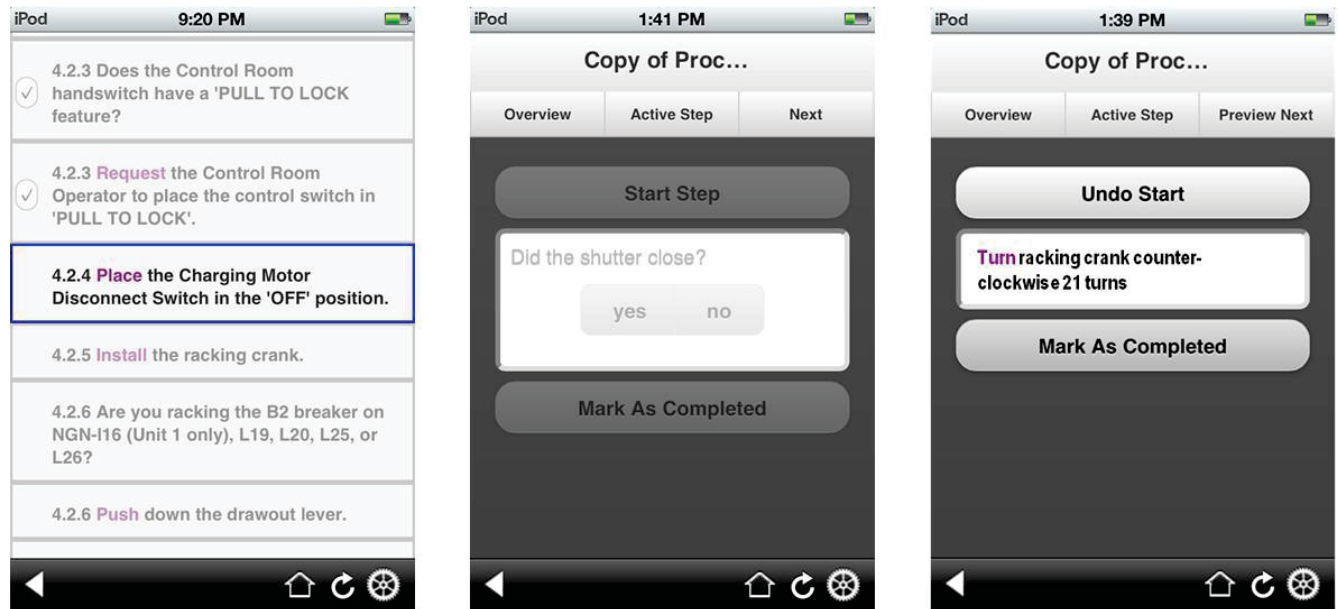 iPod 9:20 PM
4.2.3 Does the Control Room
handswitch have a 'PULL TO LOCK
feature?
4.2.3 Request the Control Room
Operator to place the control switch in
'PULL TO LOCK'.
4.2.4 Place the Charging Motor
Disconnect Switch in the 'OFF' position.
4.2.5 Install the racking crank.
4.2.6 Are you racking the B2 breaker on
NGN-I16 (Unit 1 only), L19, L20, L25, or
L26?
4.2.6 Push down the drawout lever.
iPod 1:41 PM
Copy of Proc...
Overview Active Step Next
Start Step
Did the shutter close?
yes no
Mark As Completed
iPod 1:39 PM
Copy of Proc...
Overview Active Step Preview Next
Undo Start
Turn racking crank counter-
clockwise 21 turns
Mark As Completed